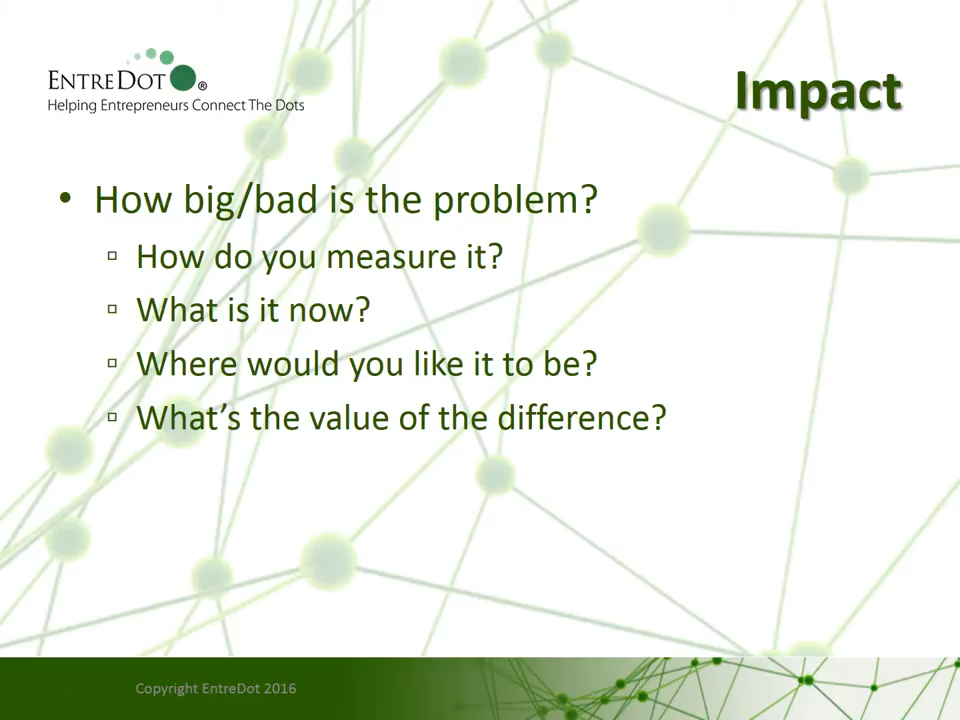 ENTREDOT®
Helping Entrepreneurs Connect The Dots
Impact
• How big/bad is the problem?
▫ How do you measure it?
▫ What is it now?
▫ Where would you like it to be?
▫ What’s the value of the difference?
Copyright EntreDot 2016